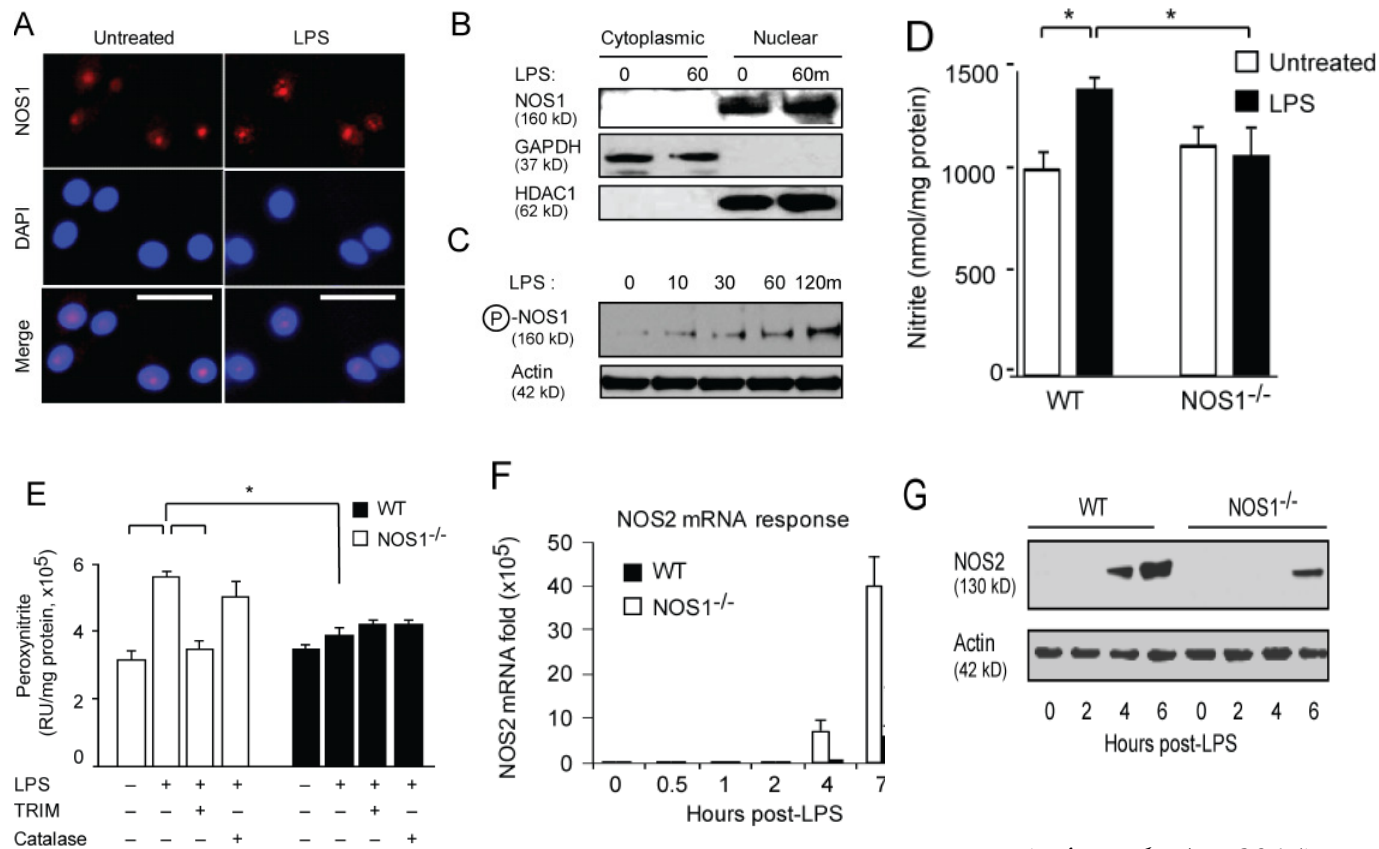 A
Untreated
LPS
NOS1
DAPI
Merge
B
Cytoplasmic
Nuclear
LPS: 0 60 0 60m
NOS1
(160 kD)
GAPDH
(37 kD)
HDAC1
(62 kD)
C
LPS : 0 10 30 60 120m
P-NOS1
(160 kD)
Actin
(42 kD)
D
* *
Untreated
LPS
Nitrite (nmol/mg protein)
1500
1000
500
0
WT
NOS1-/-
E
*
WT
NOS1-/-
Peroxynitrite
(RU/mg protein, x10⁵)
6
4
2
0
LPS – + + + – + + +
TRIM – – + – – – + –
Catalase – – – + – – – +
F
NOS2 mRNA response
WT
NOS1-/-
NOS2 mRNA fold (x10⁵)
50
40
30
20
10
0
0 0.5 1 2 4 7
Hours post-LPS
G
WT
NOS1-/-
NOS2
(130 kD)
Actin
(42 kD)
0 2 4 6 0 2 4 6
Hours post-LPS